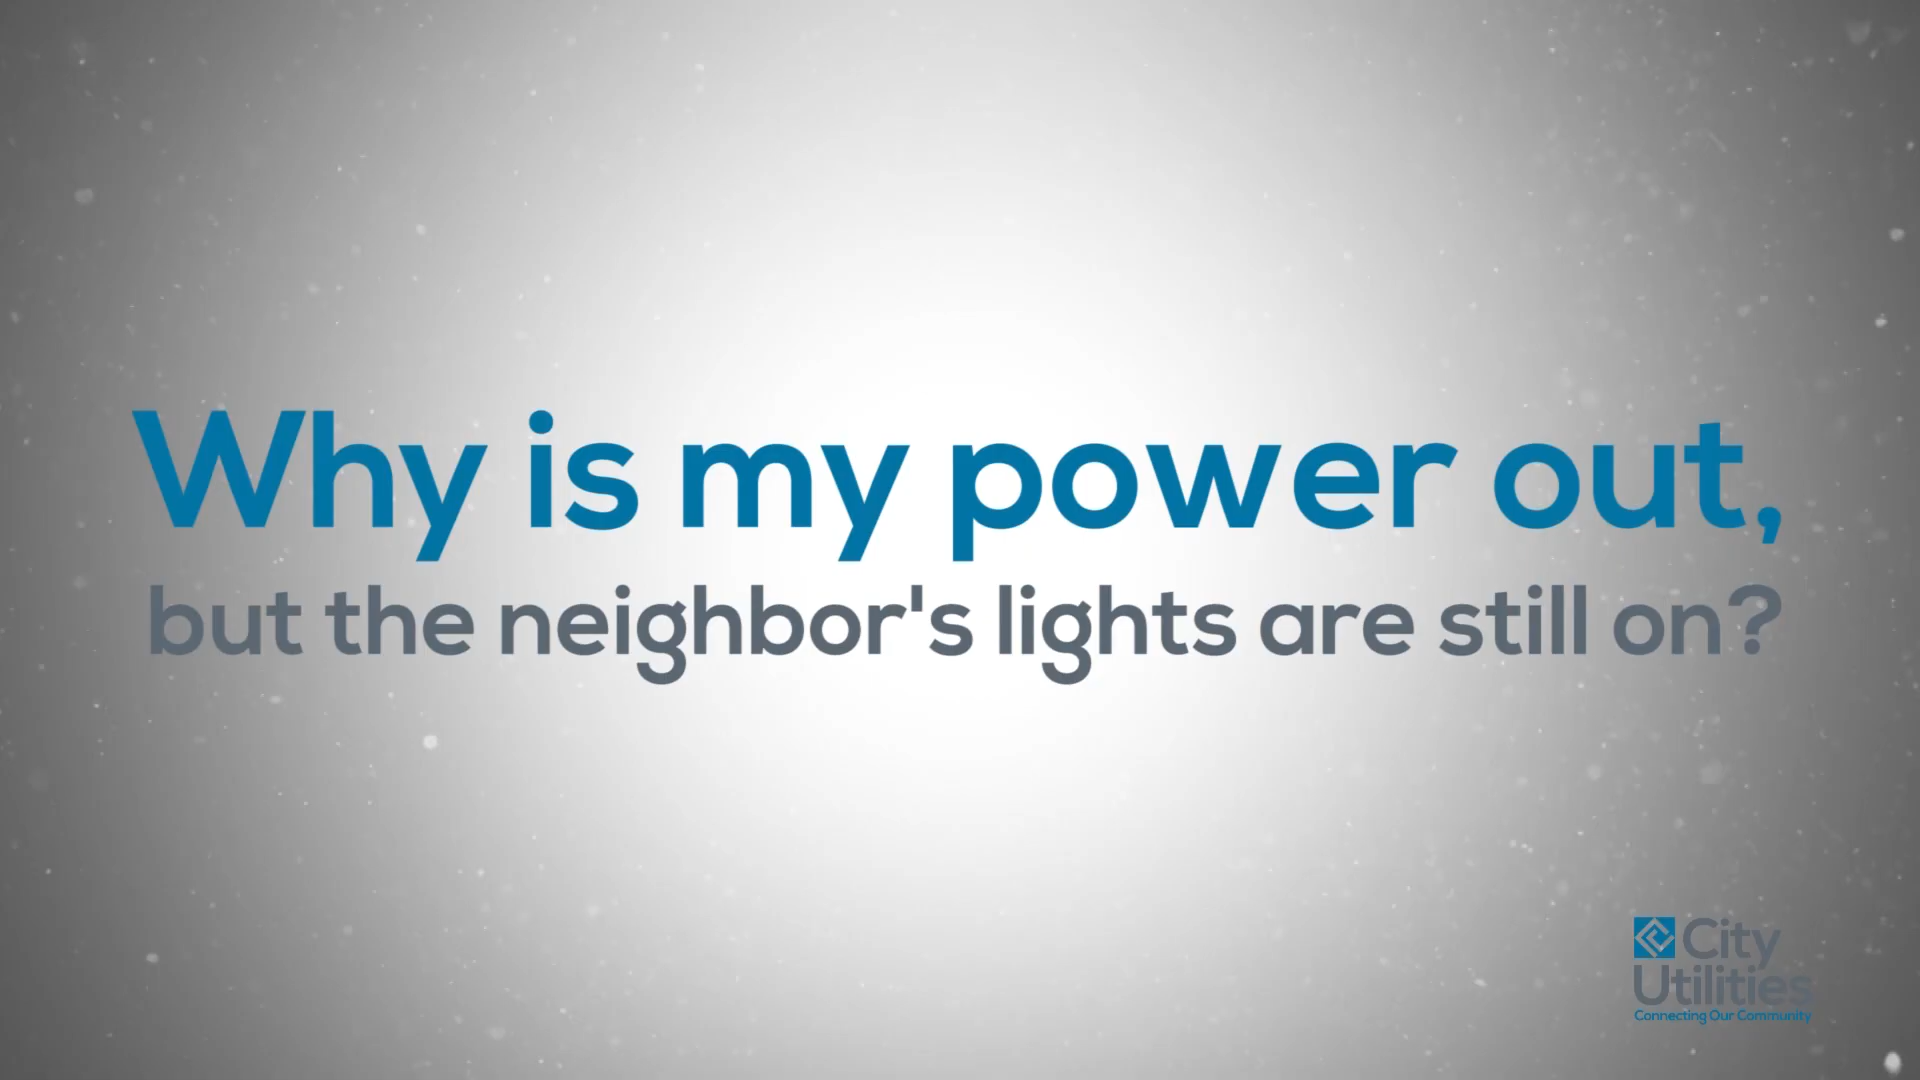 Why is my power out,
but the neighbor's lights are still on?
City
Utilities
Connecting Our Community